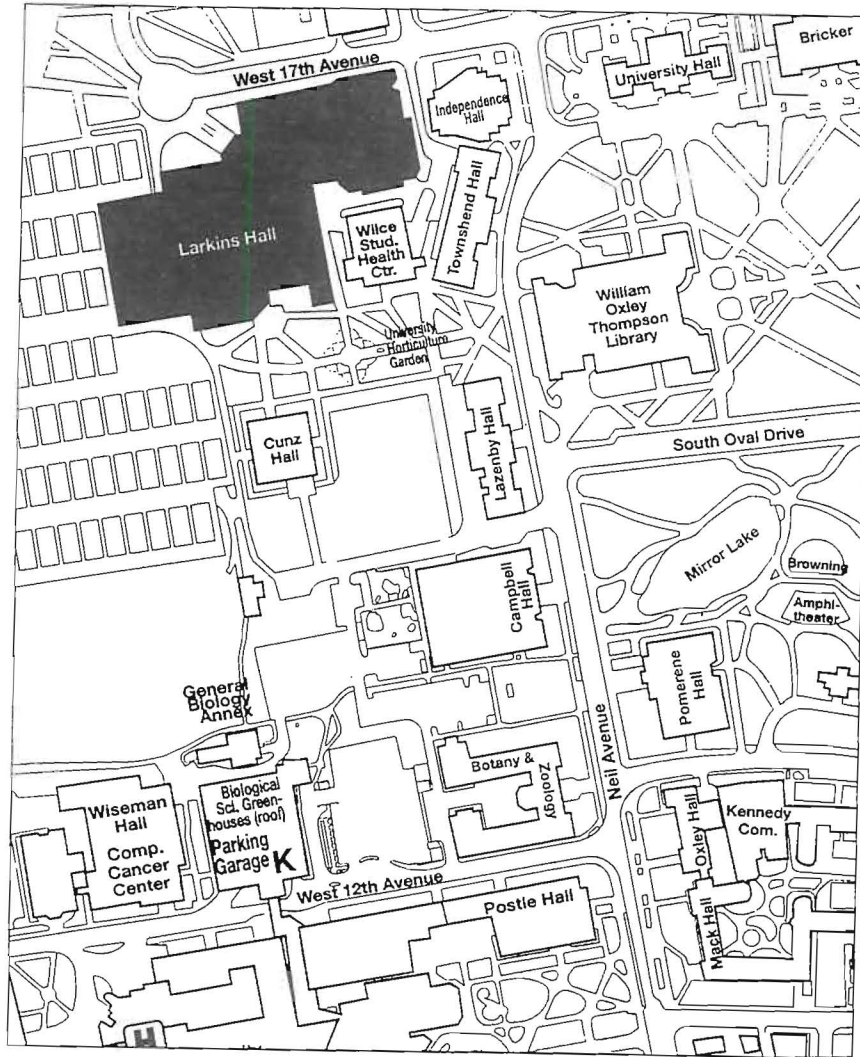 Bricker
West 17th Avenue
University Hall
Independence
Hall
Townshend Hall
Larkins Hall
Wilce
Stud.
Health
Ctr.
William
Oxley
Thompson
Library
University
Horticulture
Garden
South Oval Drive
Cunz
Hall
Lazenby Hall
Mirror Lake
Browning
Amphi-
theater
Campbell
Hall
Pomerene
Hall
General
Biology
Annex
Neil Avenue
Botany &
Zoology
Biological
Sci. Green-
houses (roof)
Parking
Garage K
Wiseman
Hall
Comp.
Cancer
Center
Oxley Hall
Kennedy
Com.
West 12th Avenue
Postle Hall
Mack Hall
H